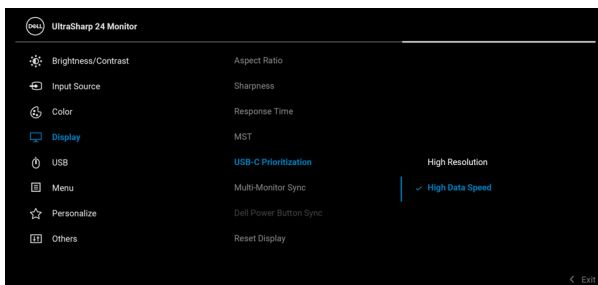 DELL UltraSharp 24 Monitor
Brightness/Contrast
Aspect Ratio
Input Source
Sharpness
Color
Response Time
Display
MST
USB
USB-C Prioritization
High Resolution
Menu
Multi-Monitor Sync
High Data Speed
Personalize
Dell Power Button Sync
Others
Reset Display
Exit